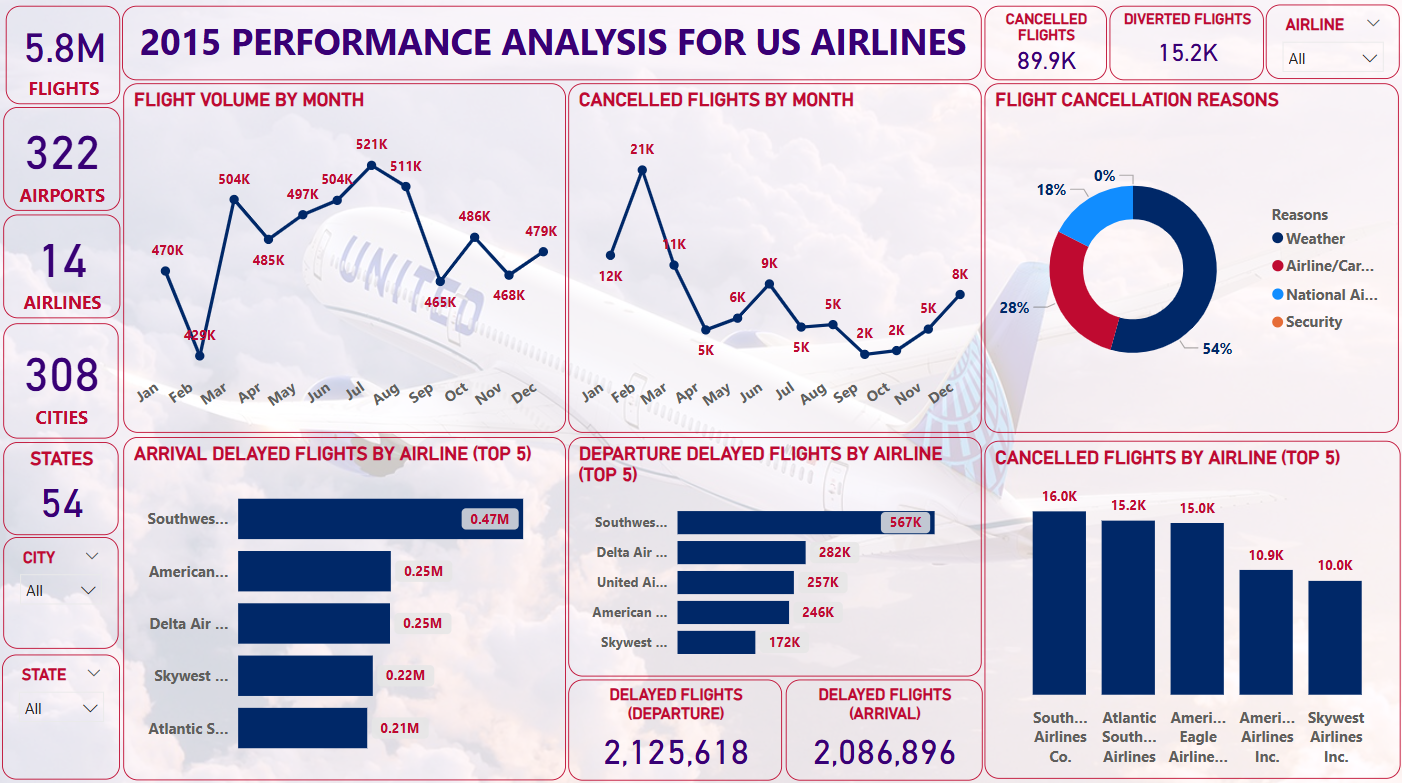 5.8M
FLIGHTS
2015 PERFORMANCE ANALYSIS FOR US AIRLINES
CANCELLED
FLIGHTS
89.9K
DIVERTED FLIGHTS
15.2K
AIRLINE
All
322
AIRPORTS
14
AIRLINES
308
CITIES
STATES
54
CITY
All
STATE
All
FLIGHT VOLUME BY MONTH
470K
429K
504K
485K
497K
504K
521K
511K
465K
486K
468K
479K
Jan
Feb
Mar
Apr
May
Jun
Jul
Aug
Sep
Oct
Nov
Dec
UNITED
CANCELLED FLIGHTS BY MONTH
12K
21K
11K
5K
6K
9K
5K
5K
2K
2K
5K
8K
Jan
Feb
Mar
Apr
May
Jun
Jul
Aug
Sep
Oct
Nov
Dec
FLIGHT CANCELLATION REASONS
0%
18%
28%
54%
Reasons
Weather
Airline/Car...
National Ai...
Security
ARRIVAL DELAYED FLIGHTS BY AIRLINE (TOP 5)
Southwes... 0.47M
American... 0.25M
Delta Air ... 0.25M
Skywest ... 0.22M
Atlantic S... 0.21M
DEPARTURE DELAYED FLIGHTS BY AIRLINE
(TOP 5)
Southwes... 567K
Delta Air ... 282K
United Ai... 257K
American ... 246K
Skywest ... 172K
DELAYED FLIGHTS
(DEPARTURE)
2,125,618
DELAYED FLIGHTS
(ARRIVAL)
2,086,896
CANCELLED FLIGHTS BY AIRLINE (TOP 5)
16.0K
15.2K
15.0K
10.9K
10.0K
South...
Airlines
Co.
Atlantic
South...
Airlines
Ameri...
Eagle
Airline...
Ameri...
Airlines
Inc.
Skywest
Airlines
Inc.